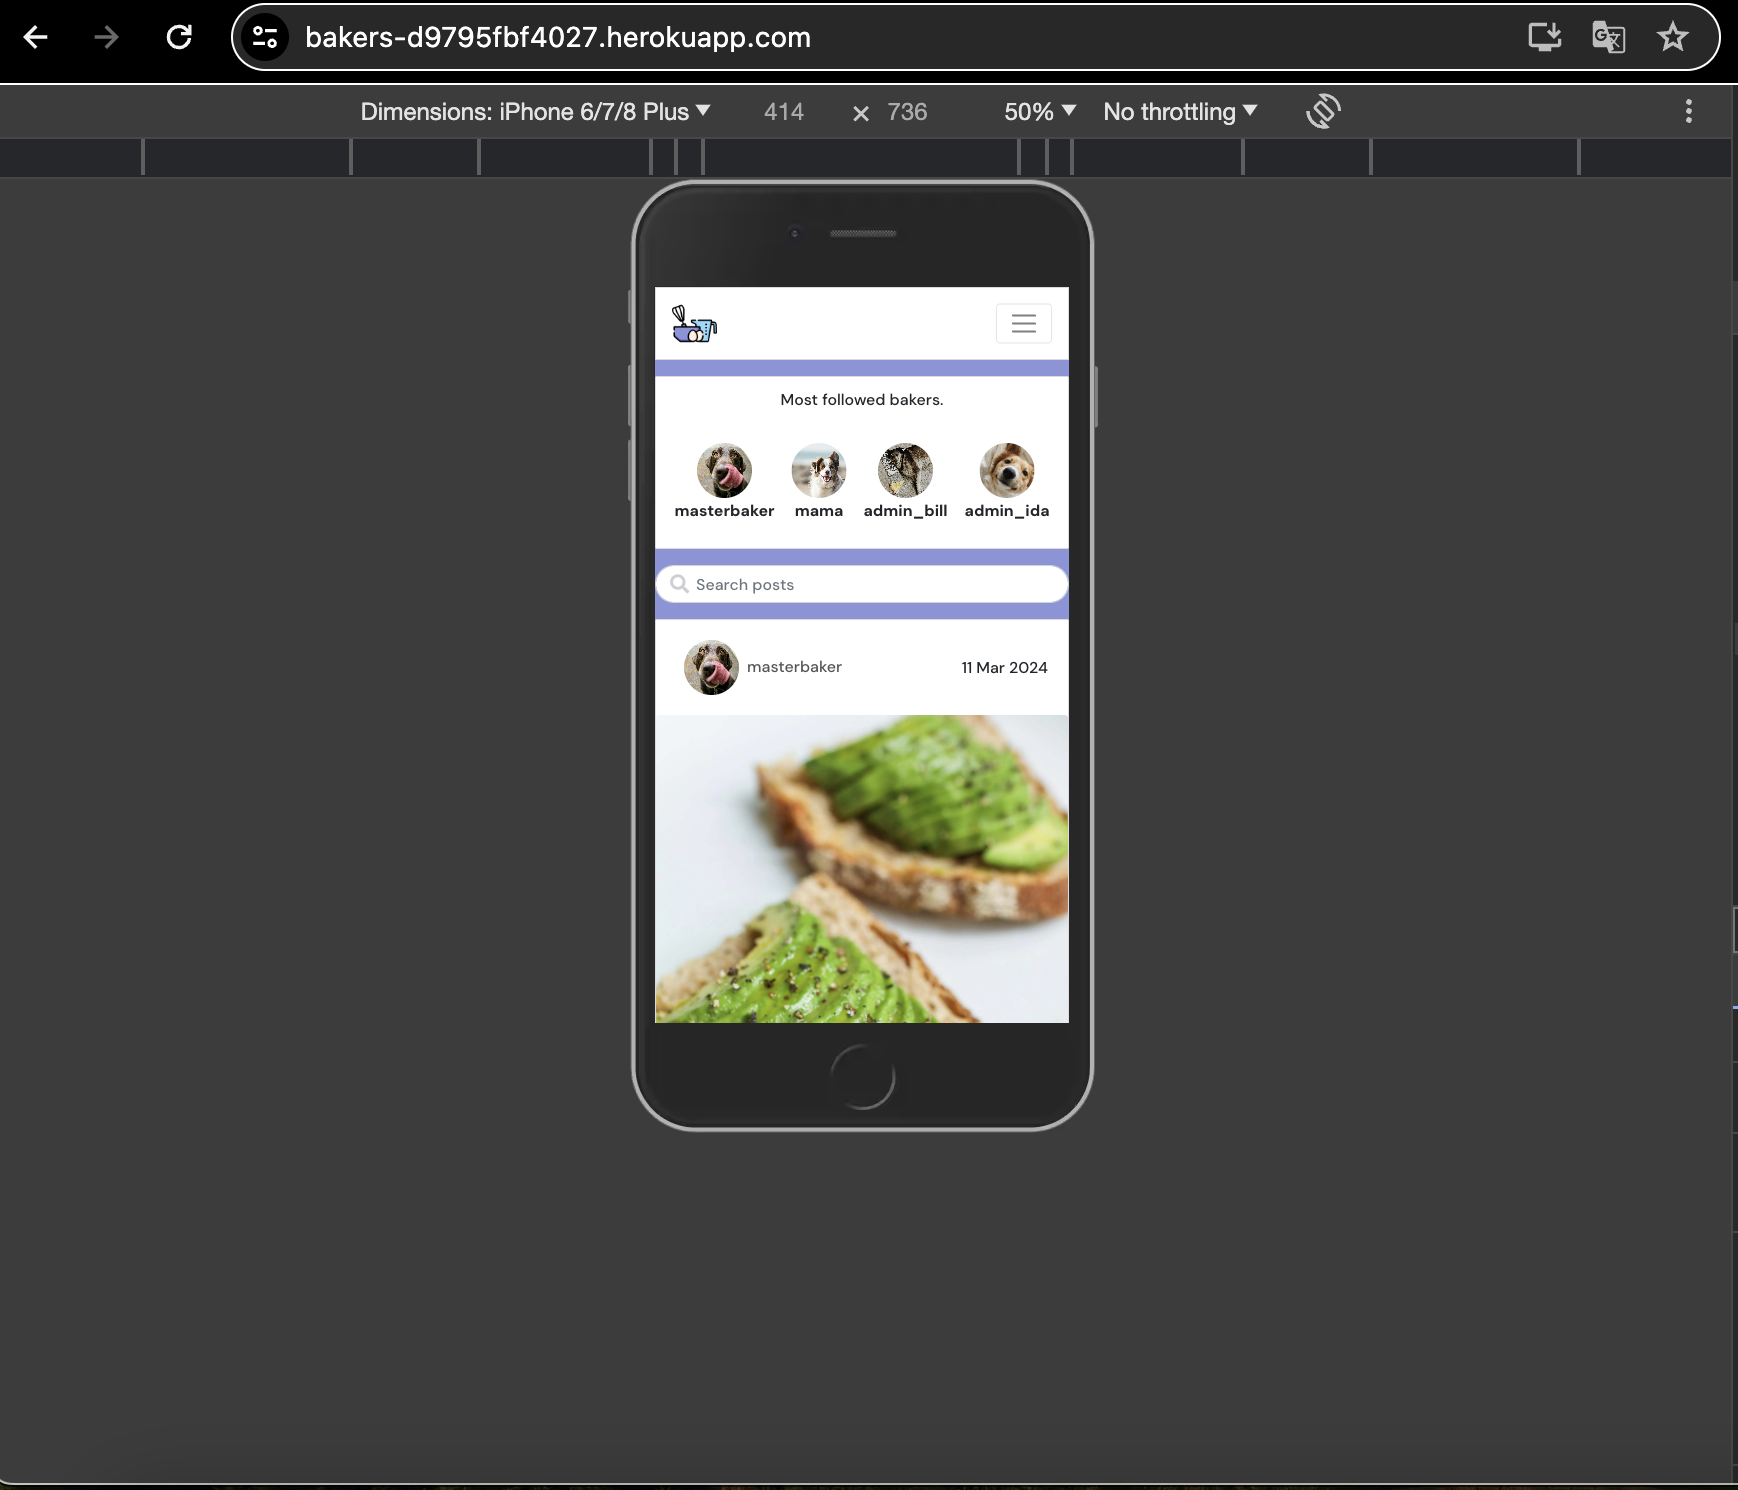 bakers-d9795fbf4027.herokuapp.com
Dimensions: iPhone 6/7/8 Plus 414 × 736 50% No throttling
Most followed bakers.
masterbaker mama admin_bill admin_ida
Search posts
masterbaker 11 Mar 2024